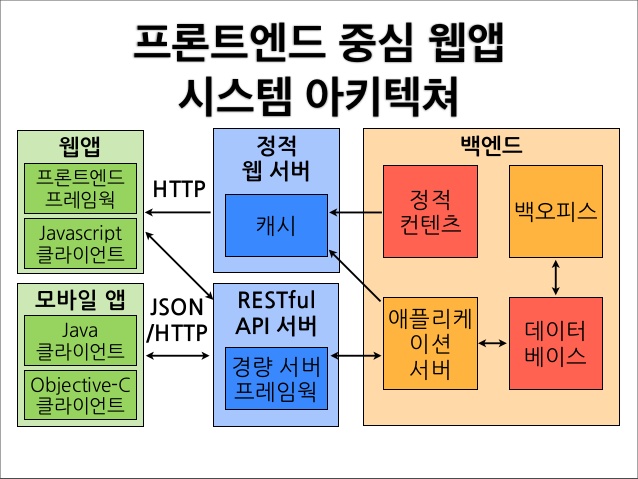 프론트엔드 중심 웹앱
시스템 아키텍쳐
웹앱
프론트엔드
프레임웍
Javascript
클라이언트
모바일 앱
Java
클라이언트
Objective-C
클라이언트
HTTP
JSON
/HTTP
정적
웹 서버
캐시
RESTful
API 서버
경량 서버
프레임웍
백엔드
정적
컨텐츠
백오피스
애플리케
이션
서버
데이터
베이스